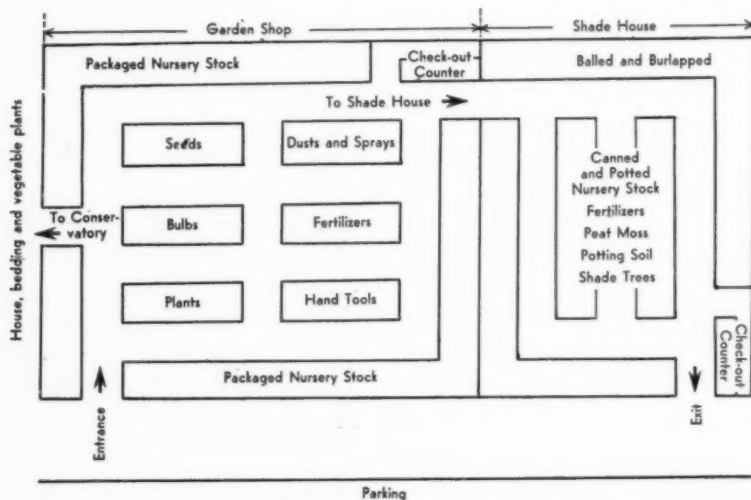 Garden Shop
Shade House
Packaged Nursery Stock
Check-out
Counter
Balled and Burlapped
To Shade House
Seeds
Dusts and Sprays
Canned
and Potted
Nursery Stock
Fertilizers
Peat Moss
Potting Soil
Shade Trees
House, bedding and vegetable plants
To Conser-
vatory
Bulbs
Fertilizers
Plants
Hand Tools
Packaged Nursery Stock
Check-out
Counter
Entrance
Exit
Parking